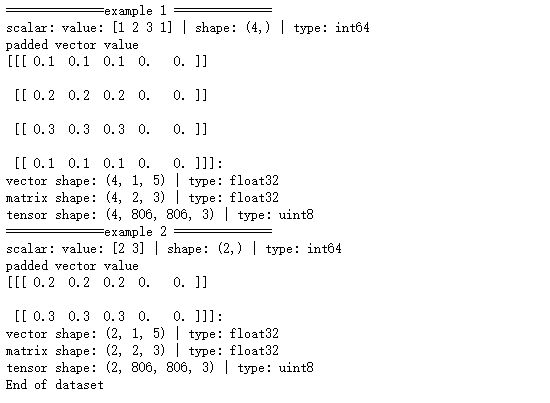 ==============example 1 ==============
scalar: value: [1 2 3 1] | shape: (4,) | type: int64
padded vector value
[[[ 0.1  0.1  0.1  0.   0. ]]
 [[ 0.2  0.2  0.2  0.   0. ]]
 [[ 0.3  0.3  0.3  0.   0. ]]
 [[ 0.1  0.1  0.1  0.   0. ]]]:
vector shape: (4, 1, 5) | type: float32
matrix shape: (4, 2, 3) | type: float32
tensor shape: (4, 806, 806, 3) | type: uint8
==============example 2 ==============
scalar: value: [2 3] | shape: (2,) | type: int64
padded vector value
[[[ 0.2  0.2  0.2  0.   0. ]]
 [[ 0.3  0.3  0.3  0.   0. ]]]:
vector shape: (2, 1, 5) | type: float32
matrix shape: (2, 2, 3) | type: float32
tensor shape: (2, 806, 806, 3) | type: uint8
End of dataset